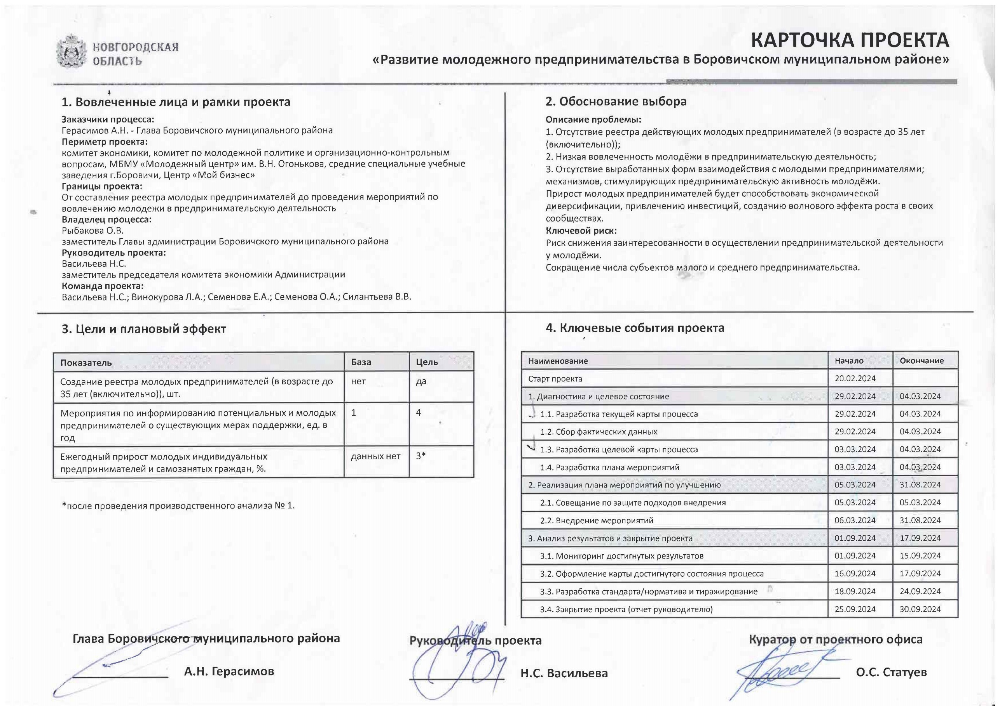 НОВГОРОДСКАЯ
ОБЛАСТЬ
КАРТОЧКА ПРОЕКТА
«Развитие молодежного предпринимательства в Боровичском муниципальном районе»
1. Вовлеченные лица и рамки проекта
Заказчики процесса:
Герасимов А.Н. - Глава Боровичского муниципального района
Периметр проекта:
комитет экономики, комитет по молодежной политике и организационно-контрольным
вопросам, МБМУ «Молодежный центр» им. В.Н. Огонькова, средние специальные учебные
заведения г.Боровичи, Центр «Мой бизнес»
Границы проекта:
От составления реестра молодых предпринимателей до проведения мероприятий по
вовлечению молодежи в предпринимательскую деятельность
Владелец процесса:
Рыбакова О.В.
заместитель Главы администрации Боровичского муниципального района
Руководитель проекта:
Васильева Н.С.
заместитель председателя комитета экономики Администрации
Команда проекта:
Васильева Н.С.; Винокурова Л.А.; Семенова Е.А.; Семенова О.А.; Силантьева В.В.
2. Обоснование выбора
Описание проблемы:
1. Отсутствие реестра действующих молодых предпринимателей (в возрасте до 35 лет
(включительно));
2. Низкая вовлеченность молодёжи в предпринимательскую деятельность;
3. Отсутствие выработанных форм взаимодействия с молодыми предпринимателями;
механизмов, стимулирующих предпринимательскую активность молодёжи.
Прирост молодых предпринимателей будет способствовать экономической
диверсификации, привлечению инвестиций, созданию волнового эффекта роста в своих
сообществах.
Ключевой риск:
Риск снижения заинтересованности в осуществлении предпринимательской деятельности
у молодёжи.
Сокращение числа субъектов малого и среднего предпринимательства.
3. Цели и плановый эффект
Показатель База Цель
Создание реестра молодых предпринимателей (в возрасте до нет да
35 лет (включительно)), шт.
Мероприятия по информированию потенциальных и молодых 1 4
предпринимателей о существующих мерах поддержки, ед. в
год
Ежегодный прирост молодых индивидуальных данных нет 3*
предпринимателей и самозанятых граждан, %.
*после проведения производственного анализа № 1.
4. Ключевые события проекта
Наименование Начало Окончание
Старт проекта 20.02.2024
1. Диагностика и целевое состояние 29.02.2024 04.03.2024
1.1. Разработка текущей карты процесса 29.02.2024 04.03.2024
1.2. Сбор фактических данных 29.02.2024 04.03.2024
1.3. Разработка целевой карты процесса 03.03.2024 04.03.2024
1.4. Разработка плана мероприятий 03.03.2024 04.03.2024
2. Реализация плана мероприятий по улучшению 05.03.2024 31.08.2024
2.1. Совещание по защите подходов внедрения 05.03.2024 05.03.2024
2.2. Внедрение мероприятий 06.03.2024 31.08.2024
3. Анализ результатов и закрытие проекта 01.09.2024 17.09.2024
3.1. Мониторинг достигнутых результатов 01.09.2024 15.09.2024
3.2. Оформление карты достигнутого состояния процесса 16.09.2024 17.09.2024
3.3. Разработка стандарта/норматива и тиражирование 18.09.2024 24.09.2024
3.4. Закрытие проекта (отчет руководителю) 25.09.2024 30.09.2024
Глава Боровичского муниципального района
А.Н. Герасимов
Руководитель проекта
Н.С. Васильева
Куратор от проектного офиса
О.С. Статуев